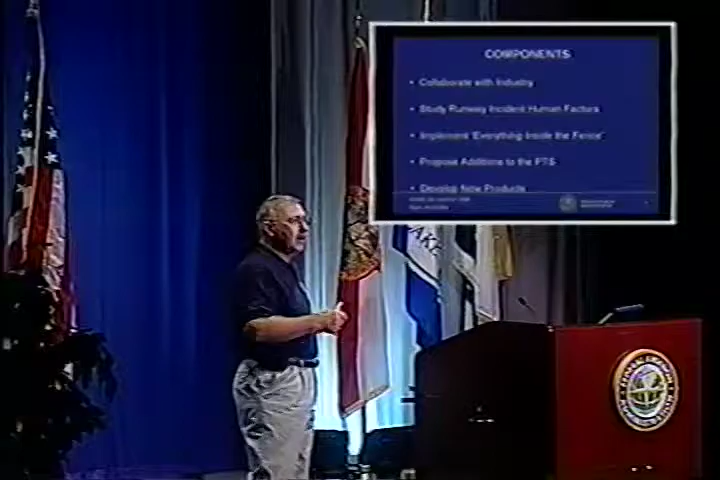 COMPONENTS
• Collaborate with Industry
• Study Runway Incident Human Factors
• Implement 'Everything Inside the Fence'
• Propose Additions to the PTS
• Develop New Products
LAKE